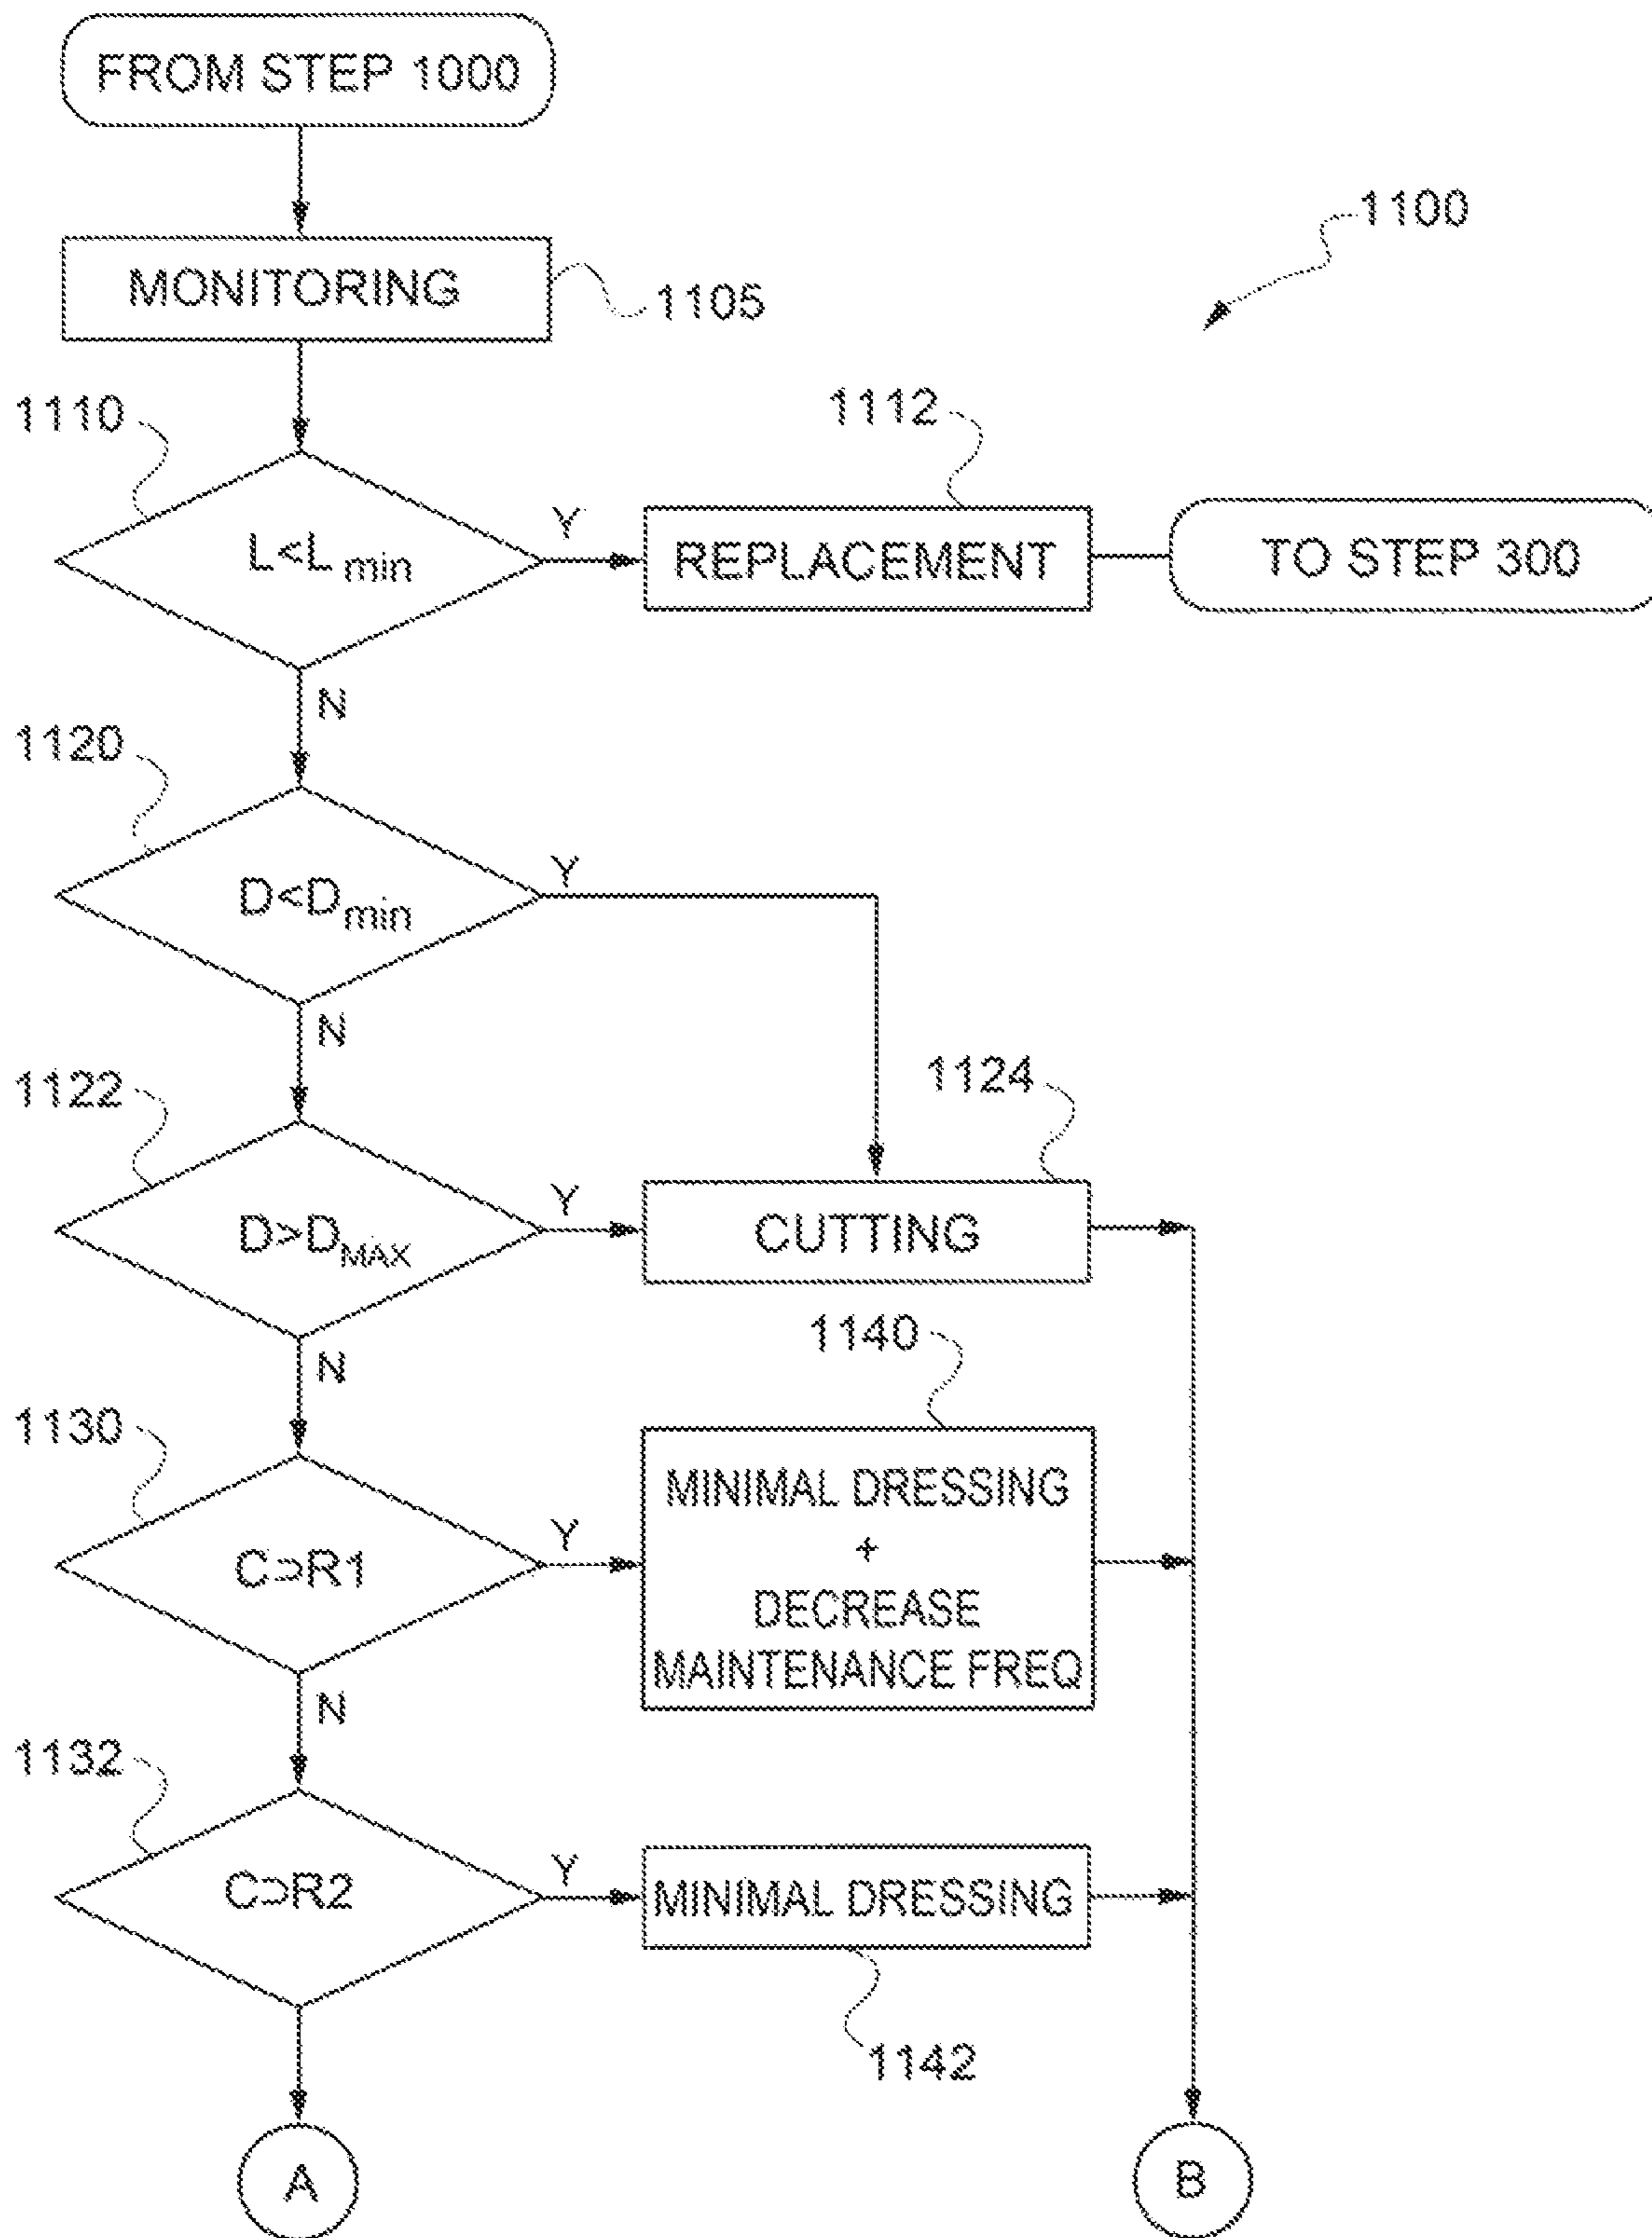 FROM STEP 1000
1100
MONITORING
1105
1110
1112
L<Lmin
Y
REPLACEMENT
TO STEP 300
N
1120
D<Dmin
Y
N
1122
1124
D>DMAX
Y
CUTTING
N
1130
1140
C⊃R1
Y
MINIMAL DRESSING
+
DECREASE
MAINTENANCE FREQ
N
1132
C⊃R2
Y
MINIMAL DRESSING
1142
A
B